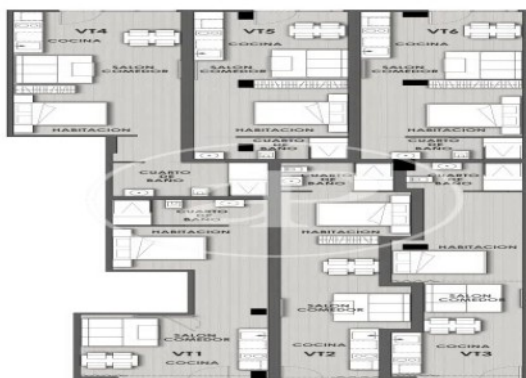 VT4
COCINA
SALON
COMEDOR
HABITACION
CUARTO
DE
BAÑO
VT5
COCINA
SALON
COMEDOR
HABITACION
CUARTO
DE
BAÑO
VT6
COCINA
SALON
COMEDOR
HABITACION
CUARTO
DE
BAÑO
CUARTO
DE
BAÑO
HABITACION
SALON
COMEDOR
VT1
COCINA
CUARTO
DE
BAÑO
HABITACION
SALON
COMEDOR
COCINA
VT2
CUARTO
DE
BAÑO
HABITACION
SALON
COMEDOR
COCINA
VT3